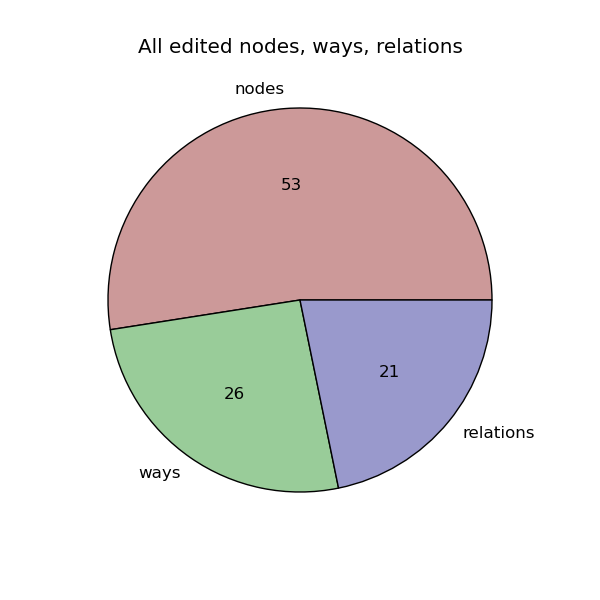 All edited nodes, ways, relations
nodes
53
21
26
relations
ways